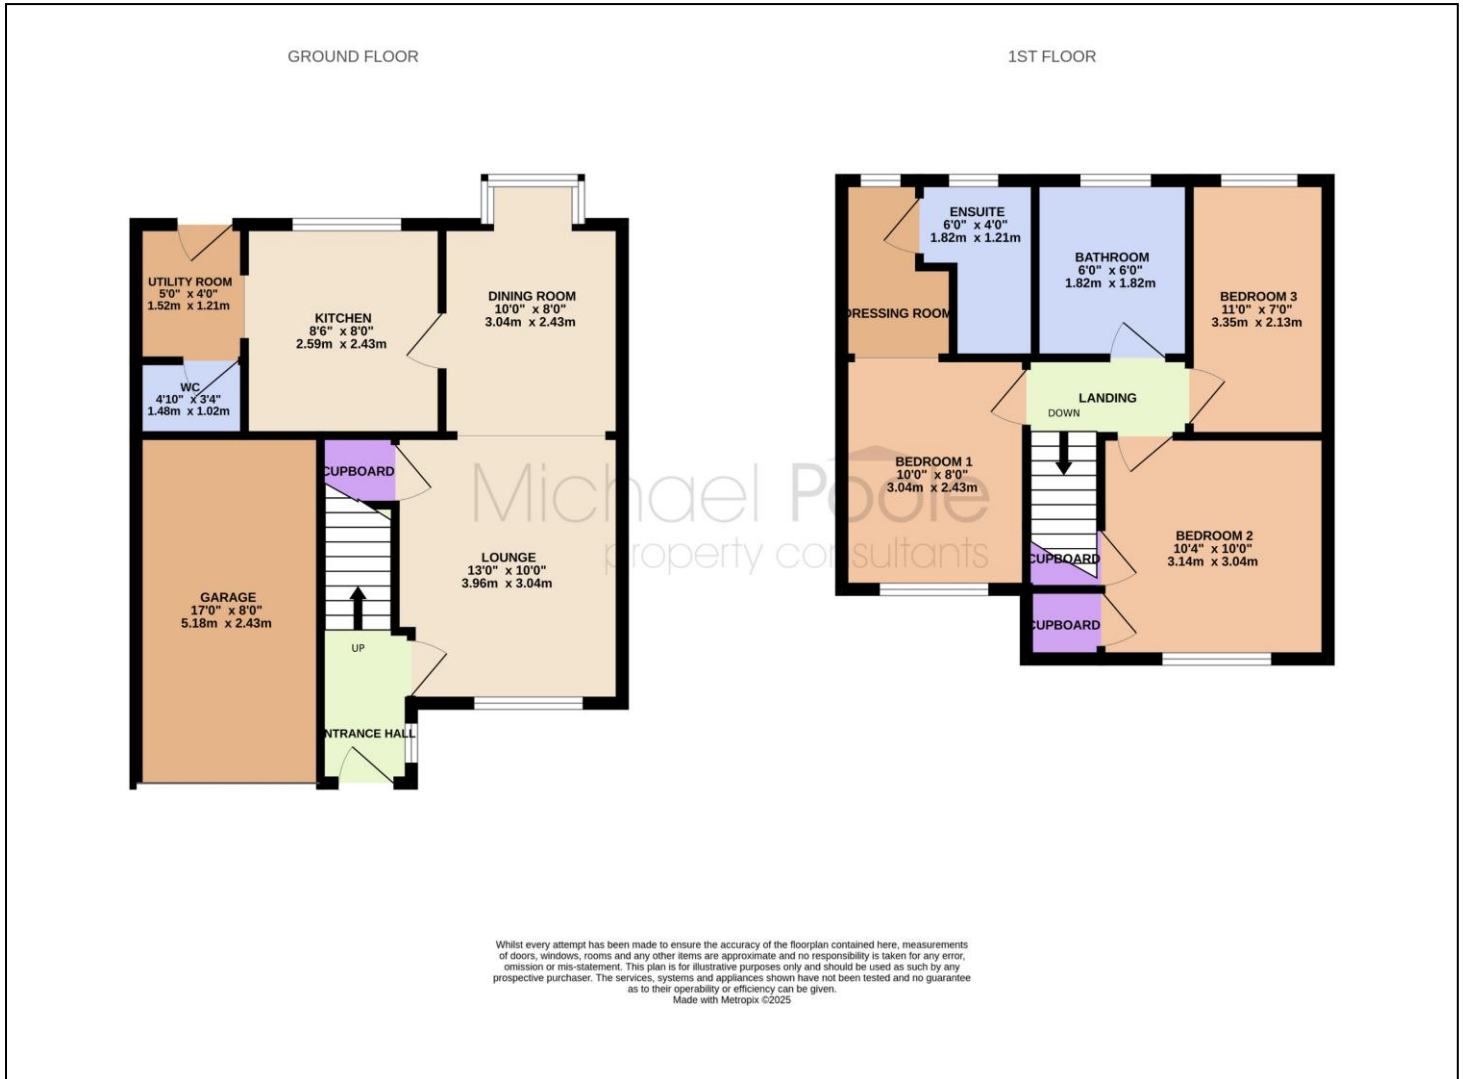 GROUND FLOOR
1ST FLOOR
UTILITY ROOM
5'0" x 4'0"
1.52m x 1.21m
KITCHEN
8'6" x 8'0"
2.59m x 2.43m
DINING ROOM
10'0" x 8'0"
3.04m x 2.43m
WC
4'10" x 3'4"
1.48m x 1.02m
CUPBOARD
LOUNGE
13'0" x 10'0"
3.96m x 3.04m
GARAGE
17'0" x 8'0"
5.18m x 2.43m
UP
NTRANCE HALL
ENSUITE
6'0" x 4'0"
1.82m x 1.21m
BATHROOM
6'0" x 6'0"
1.82m x 1.82m
BEDROOM 3
11'0" x 7'0"
3.35m x 2.13m
DRESSING ROOM
LANDING
DOWN
BEDROOM 1
10'0" x 8'0"
3.04m x 2.43m
BEDROOM 2
10'4" x 10'0"
3.14m x 3.04m
CUPBOARD
CUPBOARD
Michael Poole
property consultants
Whilst every attempt has been made to ensure the accuracy of the floorplan contained here, measurements
of doors, windows, rooms and any other items are approximate and no responsibility is taken for any error,
omission or mis-statement. This plan is for illustrative purposes only and should be used as such by any
prospective purchaser. The services, systems and appliances shown have not been tested and no guarantee
as to their operability or efficiency can be given.
Made with Metropix ©2025